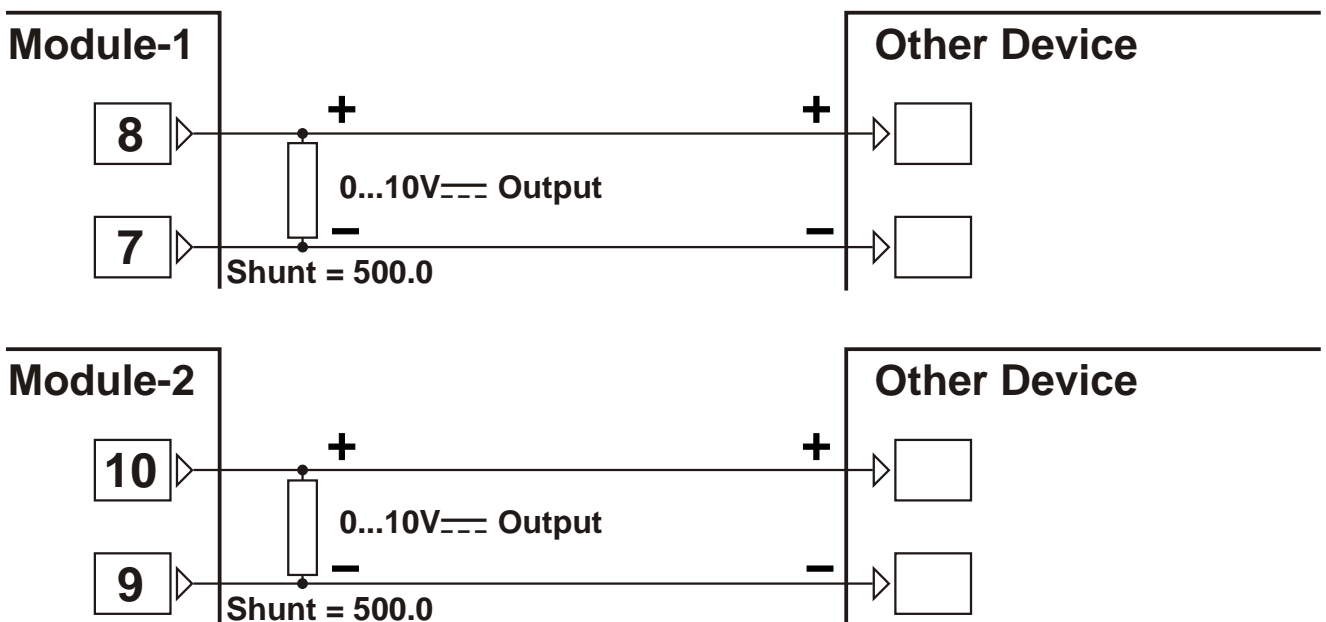 Module-1
Other Device
+
+
8
0...10V⎓ Output
−
−
7
Shunt = 500.0
Module-2
Other Device
+
+
10
0...10V⎓ Output
−
−
9
Shunt = 500.0